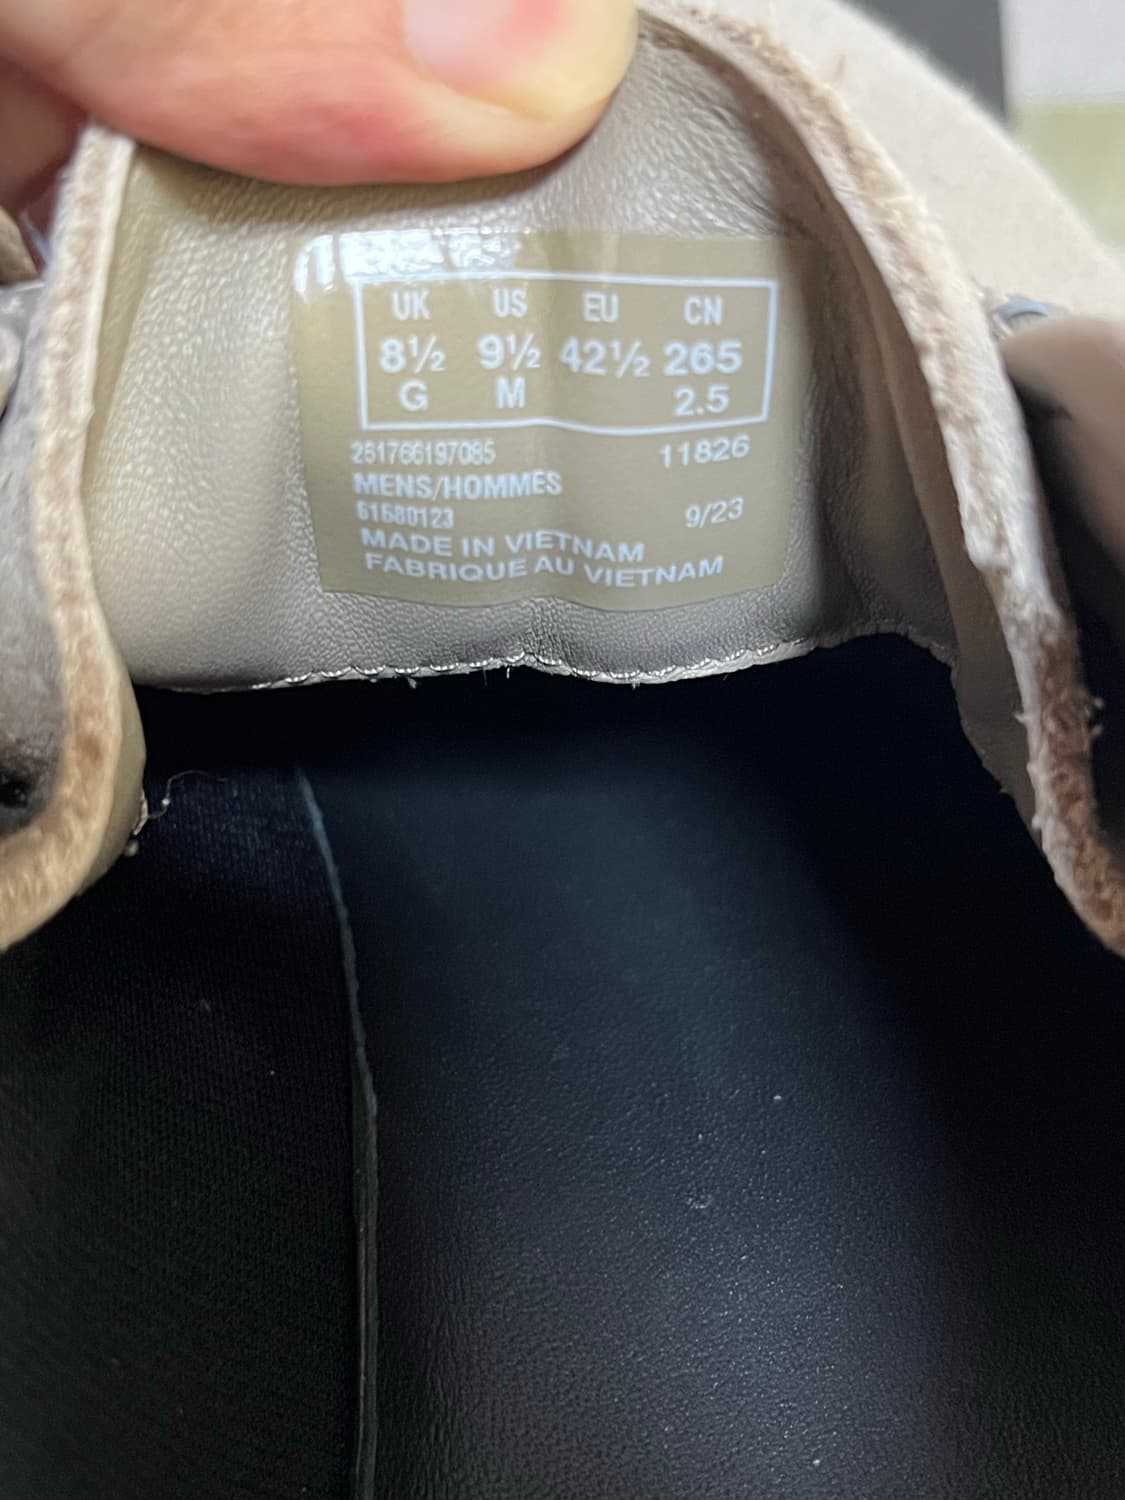 UK US EU CN
8½ 9½ 42½ 265
G M 2.5
261766197085 11826
MENS/HOMMES
61680123 9/23
MADE IN VIETNAM
FABRIQUE AU VIETNAM